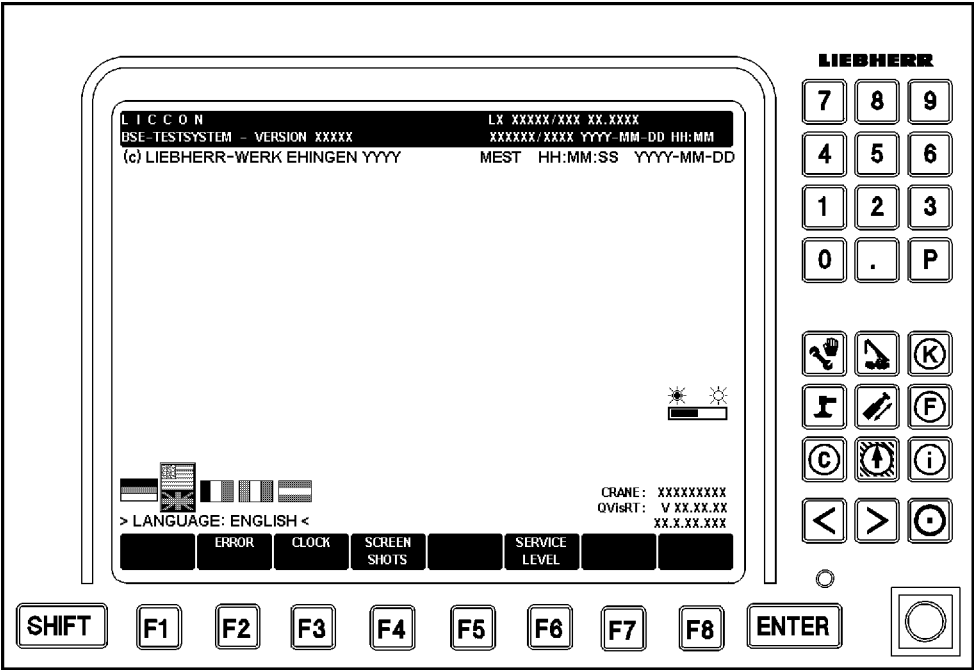 LIEBHERR
LICCON LX XXXXX/XXX XX.XXXX
BSE-TESTSYSTEM - VERSION XXXXX XXXXXX/XXXX YYYY-MM-DD HH:MM
(c) LIEBHERR-WERK EHINGEN YYYY MEST HH:MM:SS YYYY-MM-DD
CRANE: XXXXXXXXX
QVisRT: V XX.XX.XX
> LANGUAGE: ENGLISH < XX.X.XX.XXX
ERROR CLOCK SCREEN SHOTS SERVICE LEVEL
7 8 9
4 5 6
1 2 3
0 . P
K
F
C i
< >
SHIFT F1 F2 F3 F4 F5 F6 F7 F8 ENTER